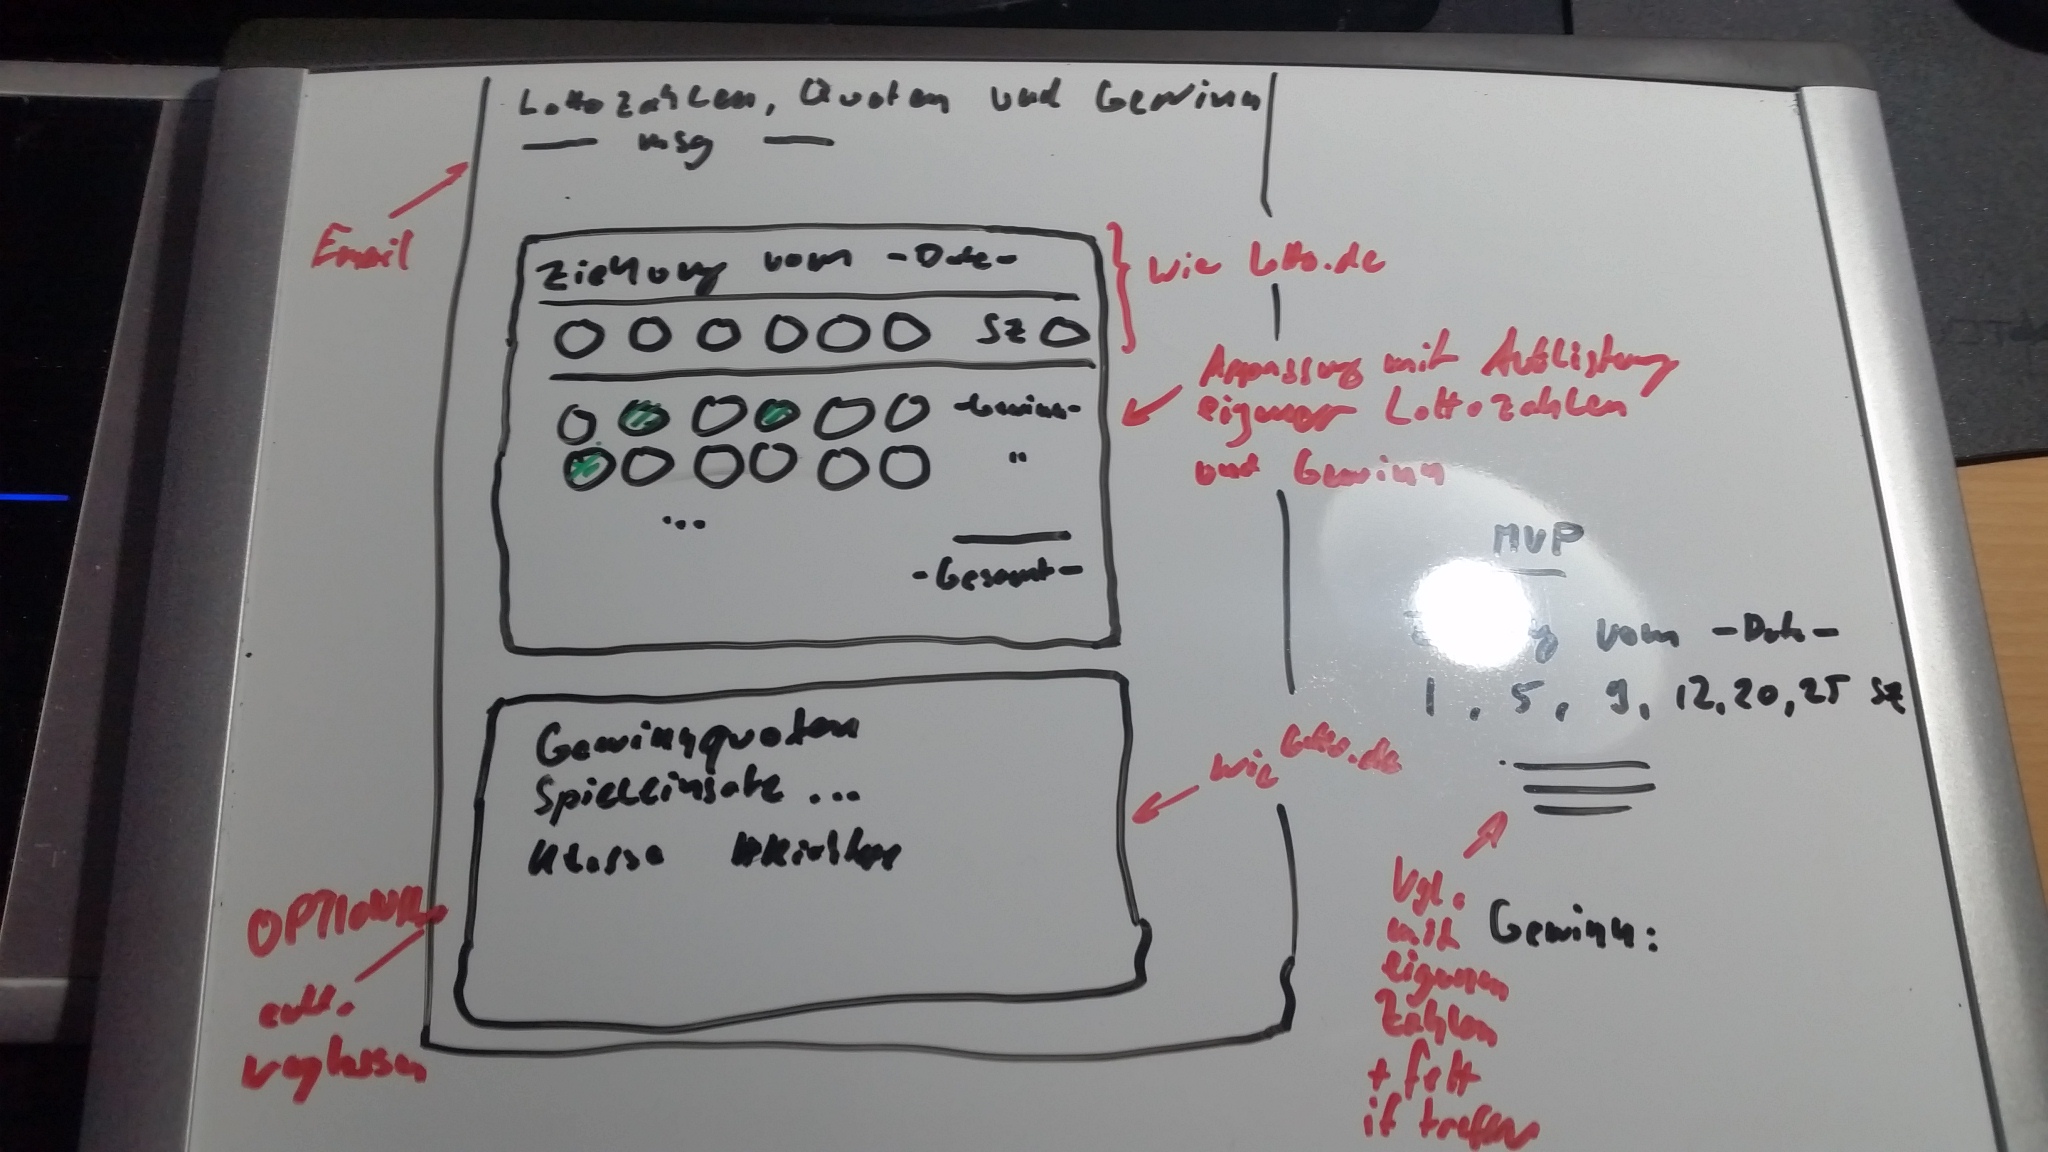 Lottozahlen, Quoten und Gewinn
— msg —
Email
Ziehung vom -Date-
SZ
-Gewinn-
"
...
-Gesamt-
wie lotto.de
Anpassung mit Auflistung
eigener Lottozahlen
und Gewinn
Gewinnquoten
Spieleinsatz ...
Klasse
wie lotto.de
OPTIONAL
evtl.
weglassen
MVP
vom -Date-
1, 5, 9, 12, 20, 25 SZ
Vgl.
mit
eigenen
Zahlen
+ fett
if treffer
Gewinn: